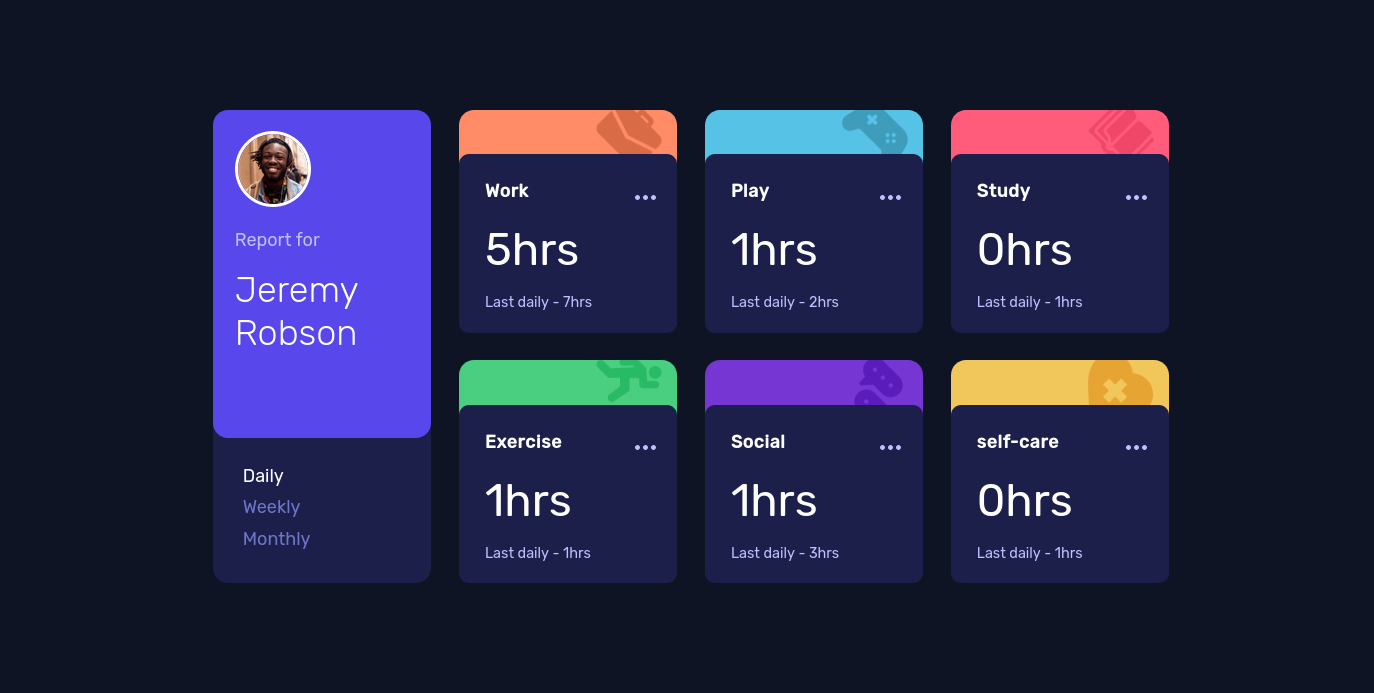 Report for
Jeremy
Robson
Daily
Weekly
Monthly
Work
5hrs
Last daily - 7hrs
Play
1hrs
Last daily - 2hrs
Study
0hrs
Last daily - 1hrs
Exercise
1hrs
Last daily - 1hrs
Social
1hrs
Last daily - 3hrs
self-care
0hrs
Last daily - 1hrs